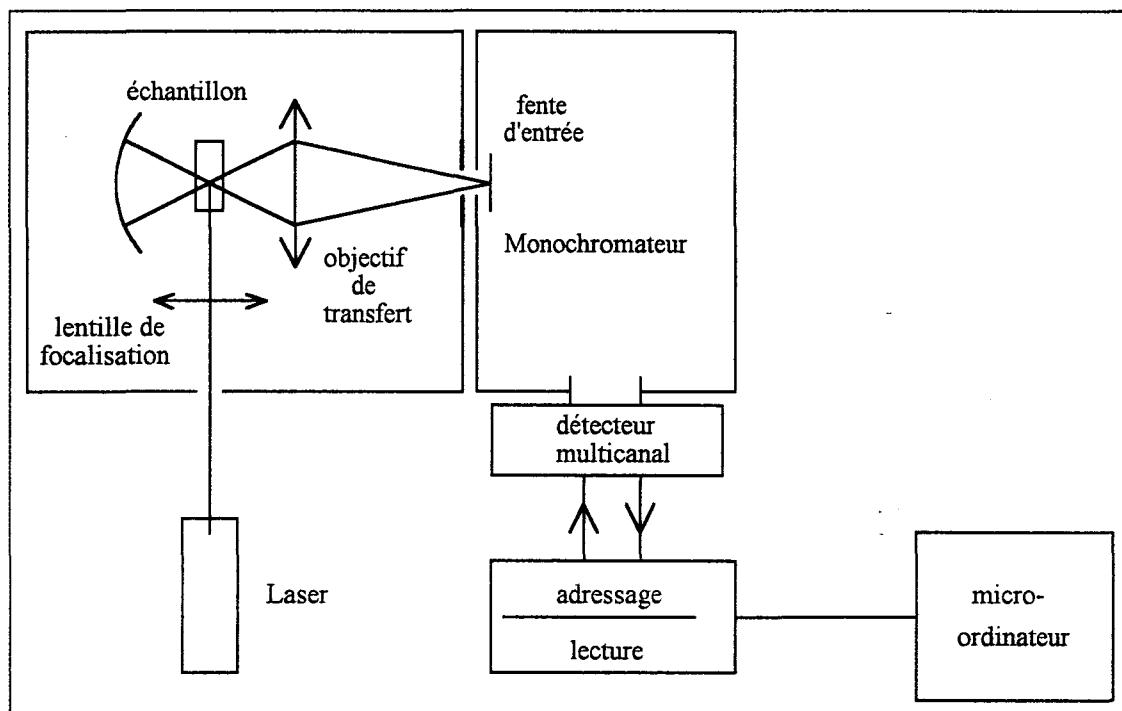 échantillon
fente
d'entrée
Monochromateur
objectif
de
transfert
lentille de
focalisation
détecteur
multicanal
Laser
adressage
lecture
micro-
ordinateur